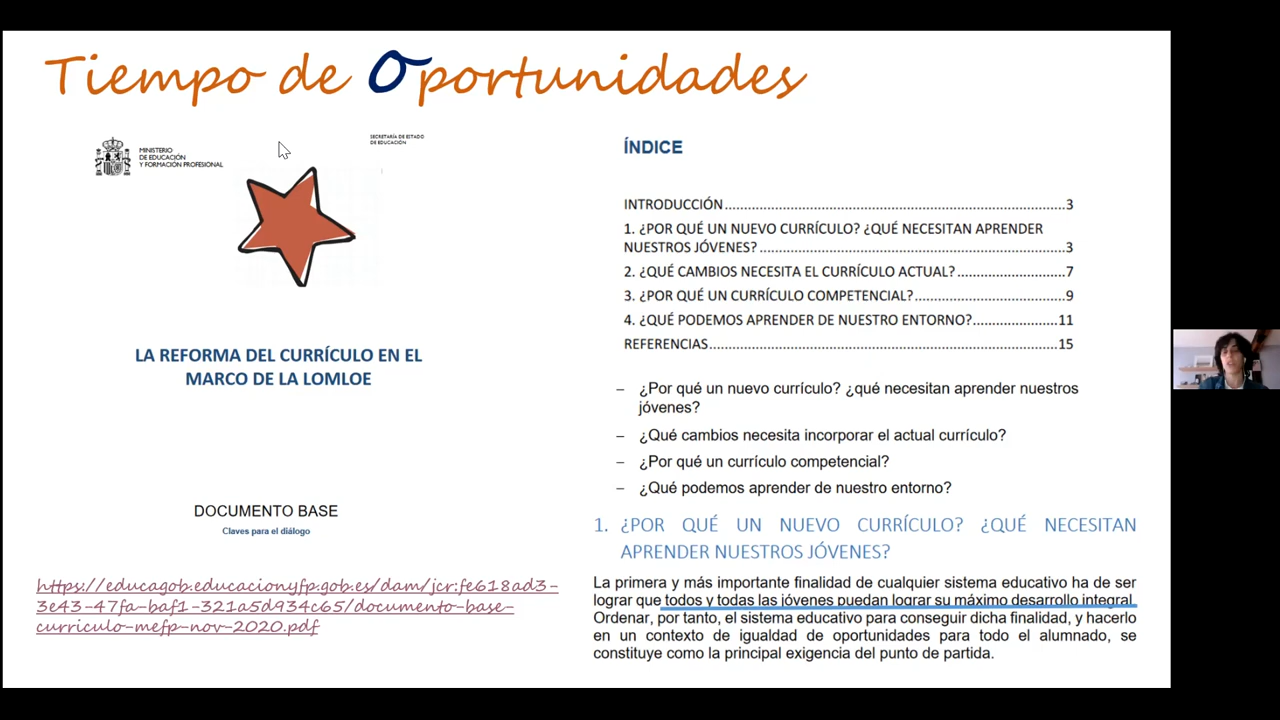 Tiempo de Oportunidades
MINISTERIO
DE EDUCACIÓN
Y FORMACIÓN PROFESIONAL
SECRETARÍA DE ESTADO
DE EDUCACIÓN
LA REFORMA DEL CURRÍCULO EN EL
MARCO DE LA LOMLOE
DOCUMENTO BASE
Claves para el diálogo
https://educagob.educacionyfp.gob.es/dam/jcr:fe618ad3-
3e43-47fa-baf1-321a5d934c65/documento-base-
curriculo-mefp-nov-2020.pdf
ÍNDICE
INTRODUCCIÓN..........................................................................3
1. ¿POR QUÉ UN NUEVO CURRÍCULO? ¿QUÉ NECESITAN APRENDER
NUESTROS JÓVENES?..................................................................3
2. ¿QUÉ CAMBIOS NECESITA EL CURRÍCULO ACTUAL?........................7
3. ¿POR QUÉ UN CURRÍCULO COMPETENCIAL?................................9
4. ¿QUÉ PODEMOS APRENDER DE NUESTRO ENTORNO?..................11
REFERENCIAS............................................................................15
– ¿Por qué un nuevo currículo? ¿qué necesitan aprender nuestros
jóvenes?
– ¿Qué cambios necesita incorporar el actual currículo?
– ¿Por qué un currículo competencial?
– ¿Qué podemos aprender de nuestro entorno?
1. ¿POR QUÉ UN NUEVO CURRÍCULO? ¿QUÉ NECESITAN
APRENDER NUESTROS JÓVENES?
La primera y más importante finalidad de cualquier sistema educativo ha de ser
lograr que todos y todas las jóvenes puedan lograr su máximo desarrollo integral.
Ordenar, por tanto, el sistema educativo para conseguir dicha finalidad, y hacerlo
en un contexto de igualdad de oportunidades para todo el alumnado, se
constituye como la principal exigencia del punto de partida.